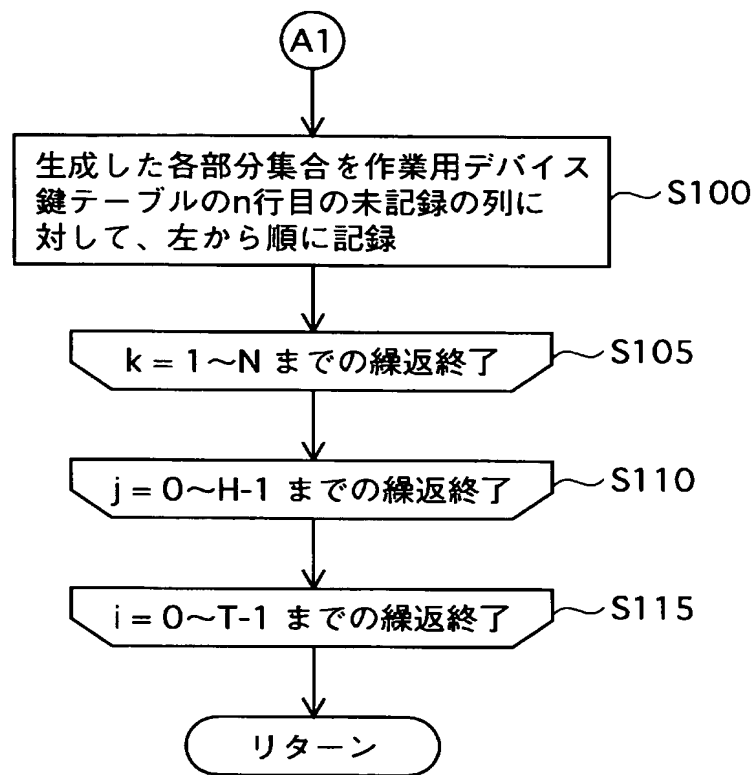 A1
生成した各部分集合を作業用デバイス
鍵テーブルのn行目の未記録の列に
対して、左から順に記録
S100
k = 1～N までの繰返終了
S105
j = 0～H-1 までの繰返終了
S110
i = 0～T-1 までの繰返終了
S115
リターン